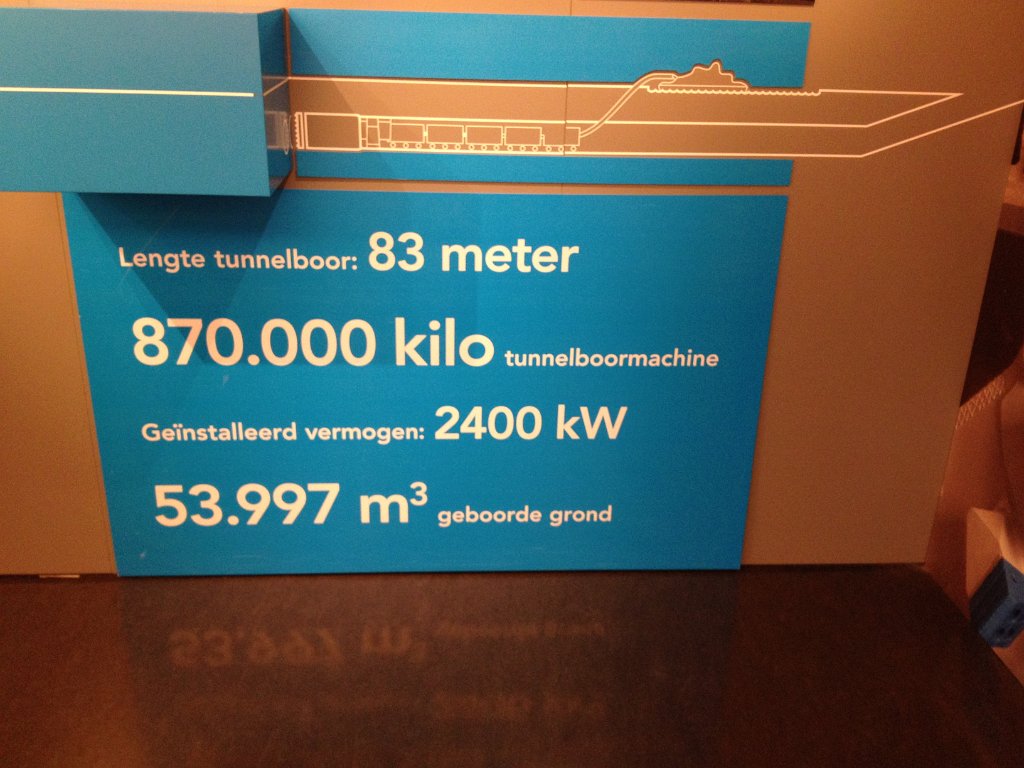 Lengte tunnelboor: 83 meter
870.000 kilo tunnelboormachine
Geïnstalleerd vermogen: 2400 kW
53.997 m³ geboorde grond